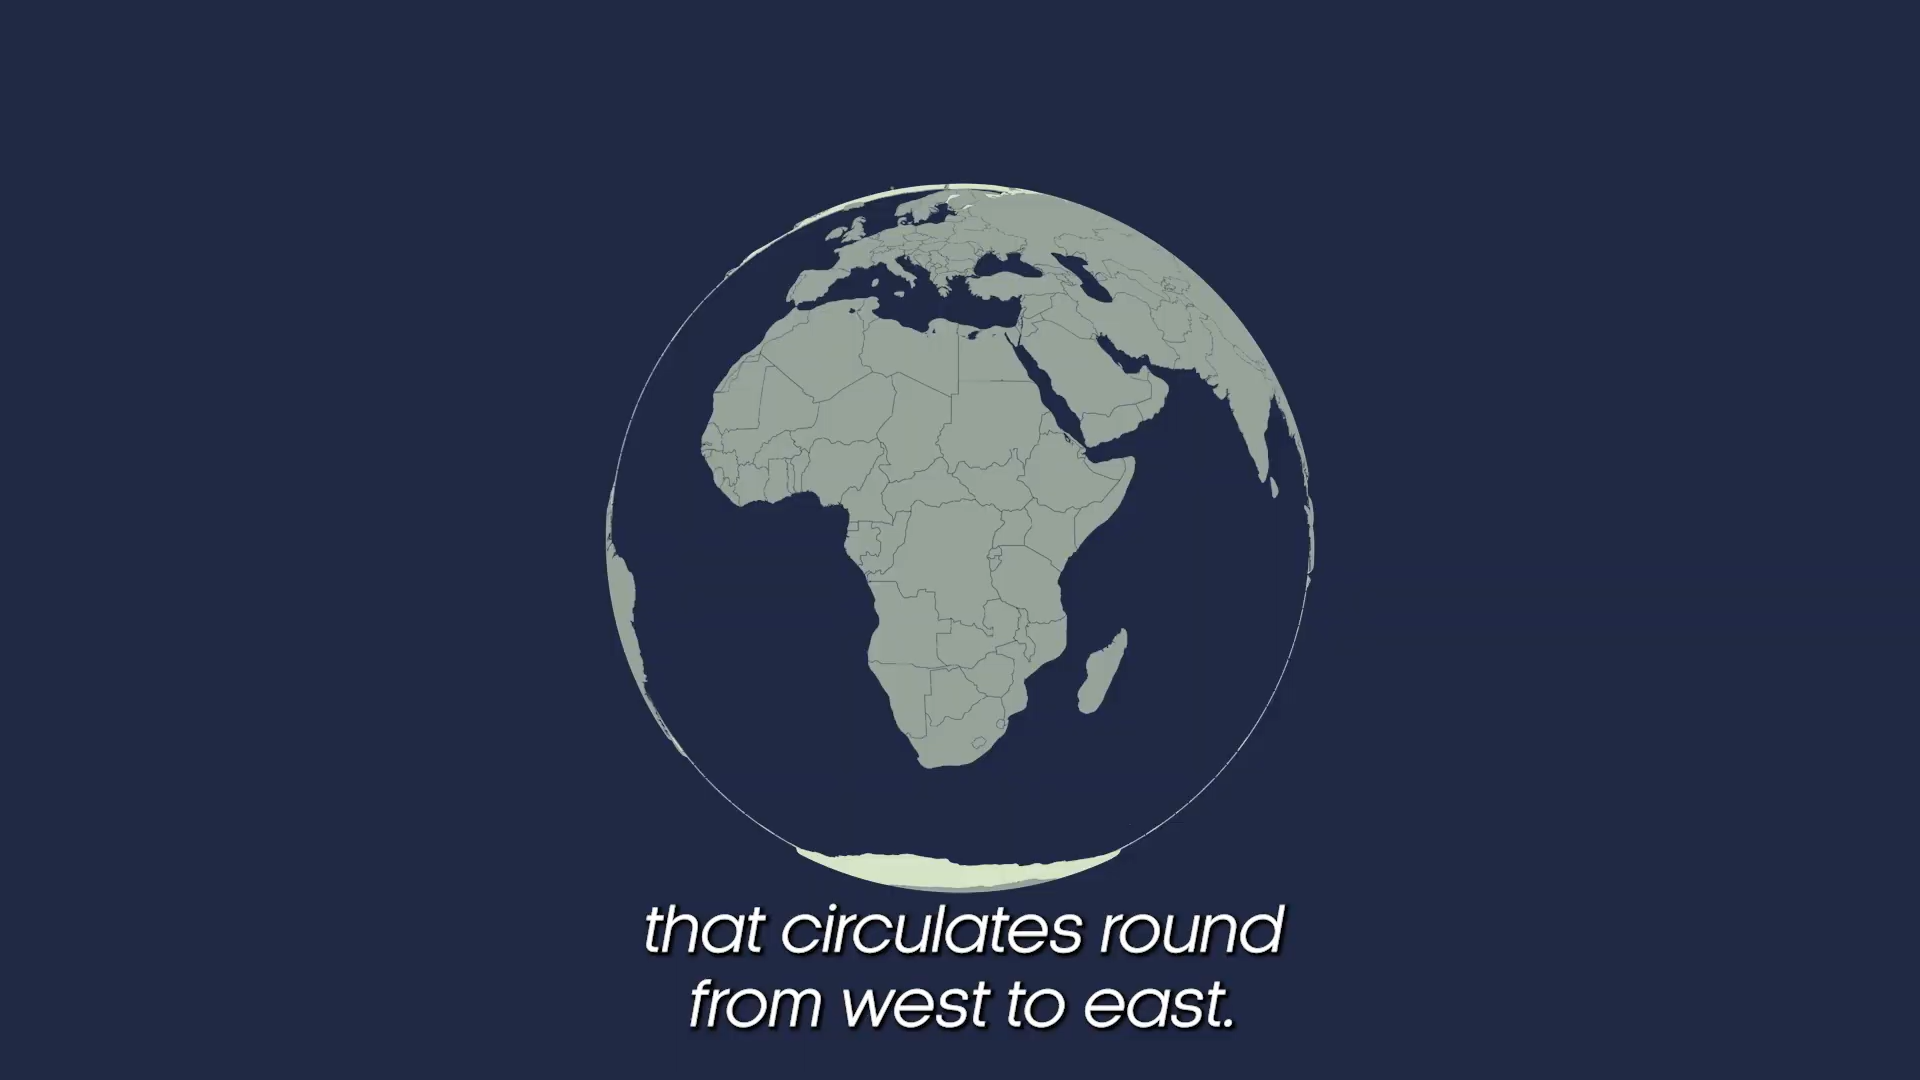 that circulates round
from west to east.